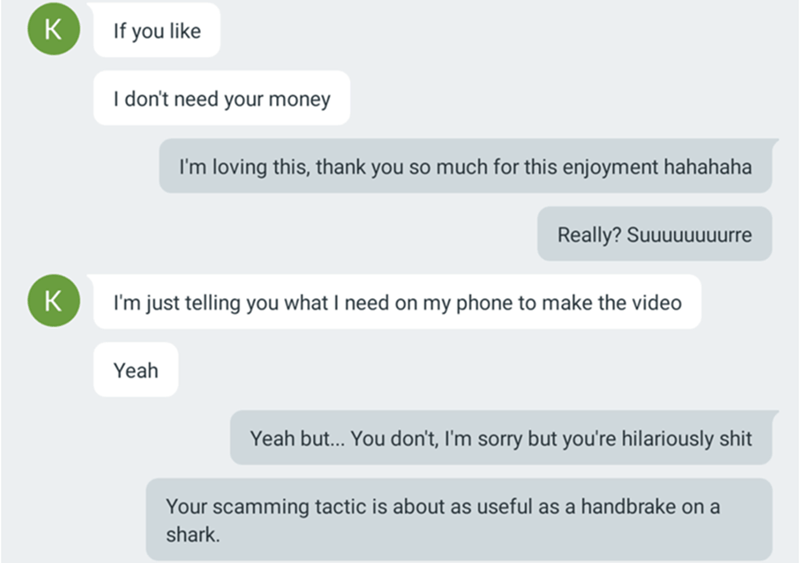 K
If you like
I don't need your money
I'm loving this, thank you so much for this enjoyment hahahaha
Really? Suuuuuuuurre
K
I'm just telling you what I need on my phone to make the video
Yeah
Yeah but... You don't, I'm sorry but you're hilariously shit
Your scamming tactic is about as useful as a handbrake on a
shark.